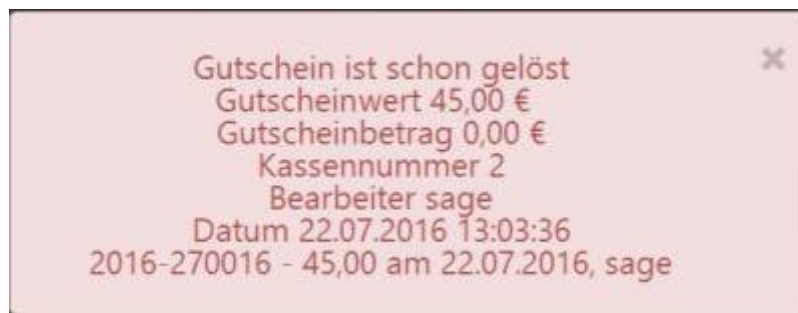 Gutschein ist schon gelöst
Gutscheinwert 45,00 €
Gutscheinbetrag 0,00 €
Kassennummer 2
Bearbeiter sage
Datum 22.07.2016 13:03:36
2016-270016 - 45,00 am 22.07.2016, sage